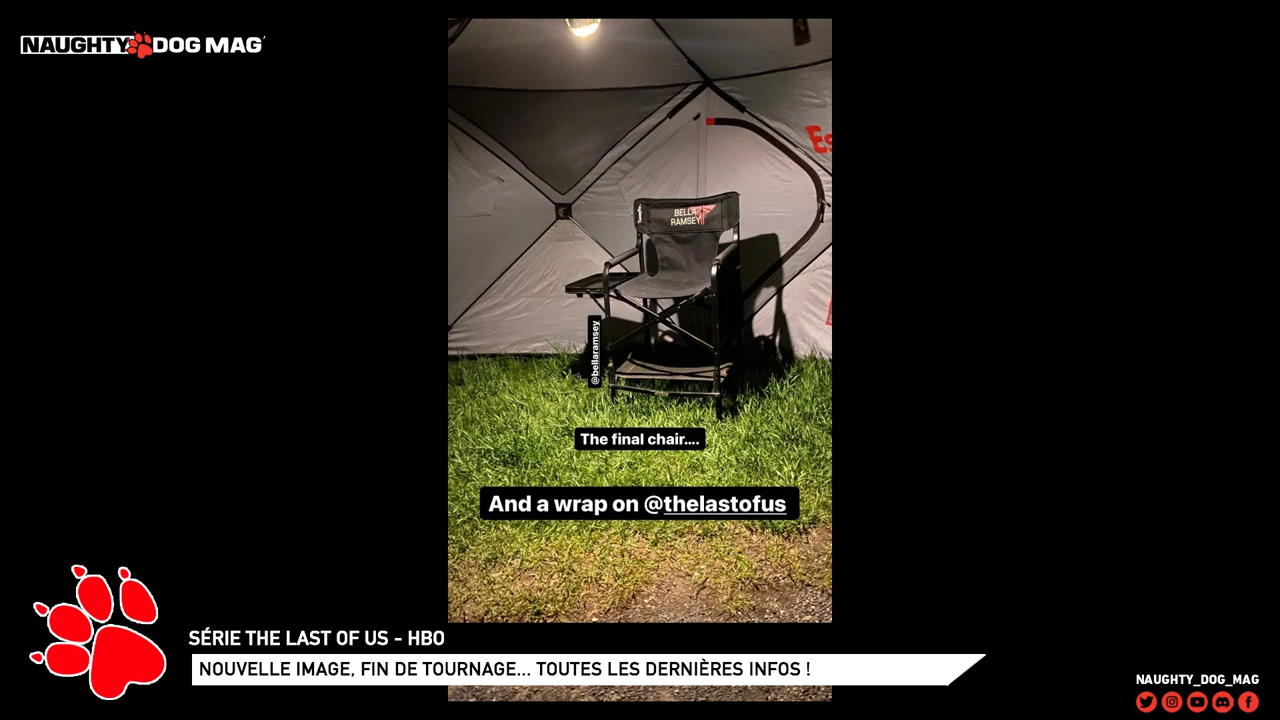 NAUGHTY DOG MAG'
Es
BELLA
RAMSEY
@bellaramsey
The final chair....
And a wrap on @thelastofus
SÉRIE THE LAST OF US - HBO
NOUVELLE IMAGE, FIN DE TOURNAGE... TOUTES LES DERNIÈRES INFOS !
NAUGHTY_DOG_MAG